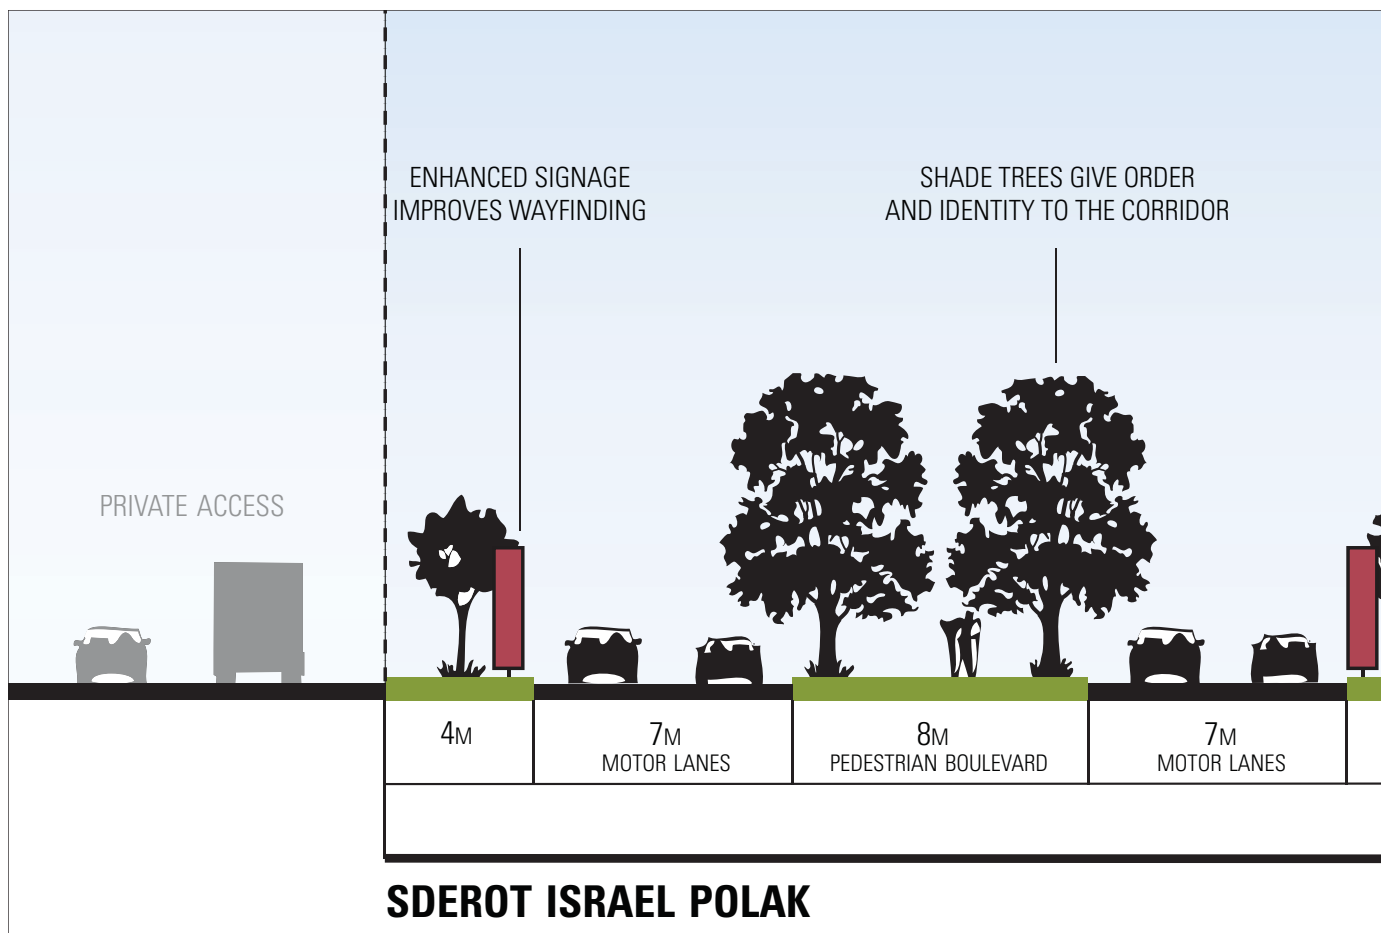 ENHANCED SIGNAGE
IMPROVES WAYFINDING
SHADE TREES GIVE ORDER
AND IDENTITY TO THE CORRIDOR
PRIVATE ACCESS
4M
7M
MOTOR LANES
8M
PEDESTRIAN BOULEVARD
7M
MOTOR LANES
SDEROT ISRAEL POLAK